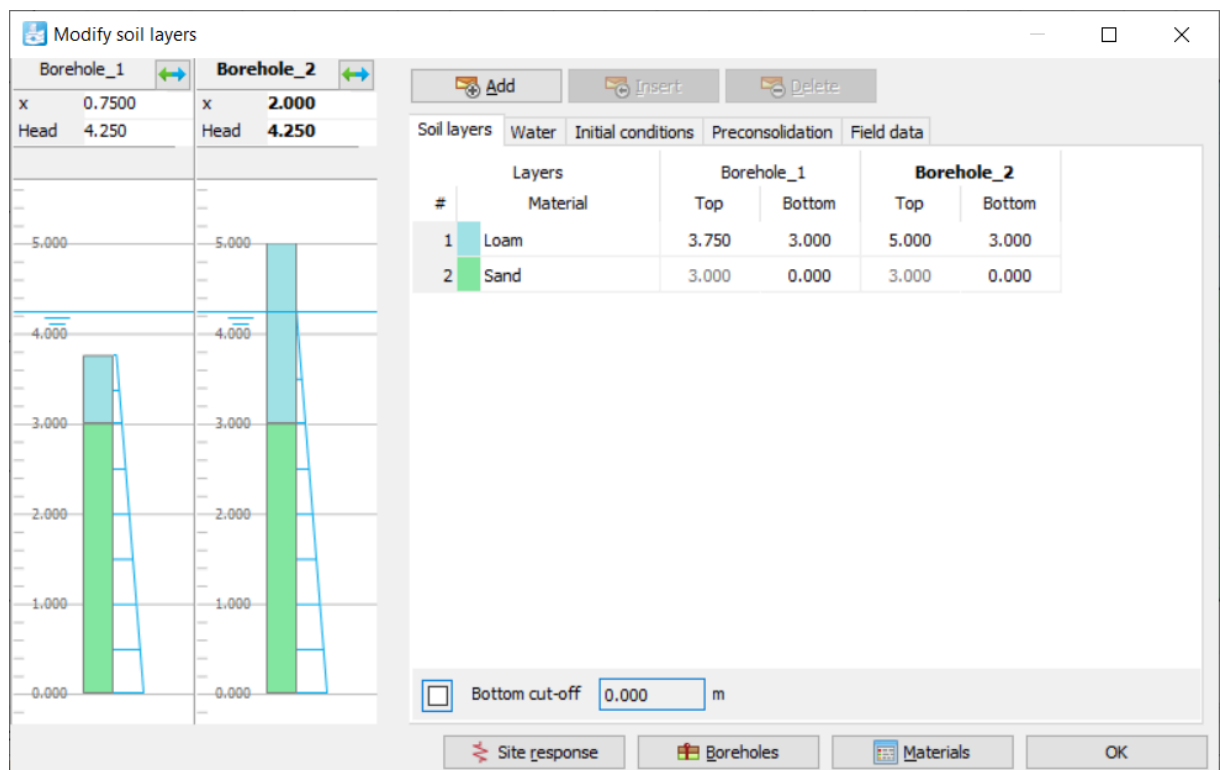 Modify soil layers
Borehole_1 Borehole_2
x 0.7500 x 2.000
Head 4.250 Head 4.250
5.000 5.000
4.000 4.000
3.000 3.000
2.000 2.000
1.000 1.000
0.000 0.000
Add Insert Delete
Soil layers Water Initial conditions Preconsolidation Field data
Layers Borehole_1 Borehole_2
# Material Top Bottom Top Bottom
1 Loam 3.750 3.000 5.000 3.000
2 Sand 3.000 0.000 3.000 0.000
Bottom cut-off 0.000 m
Site response Boreholes Materials OK